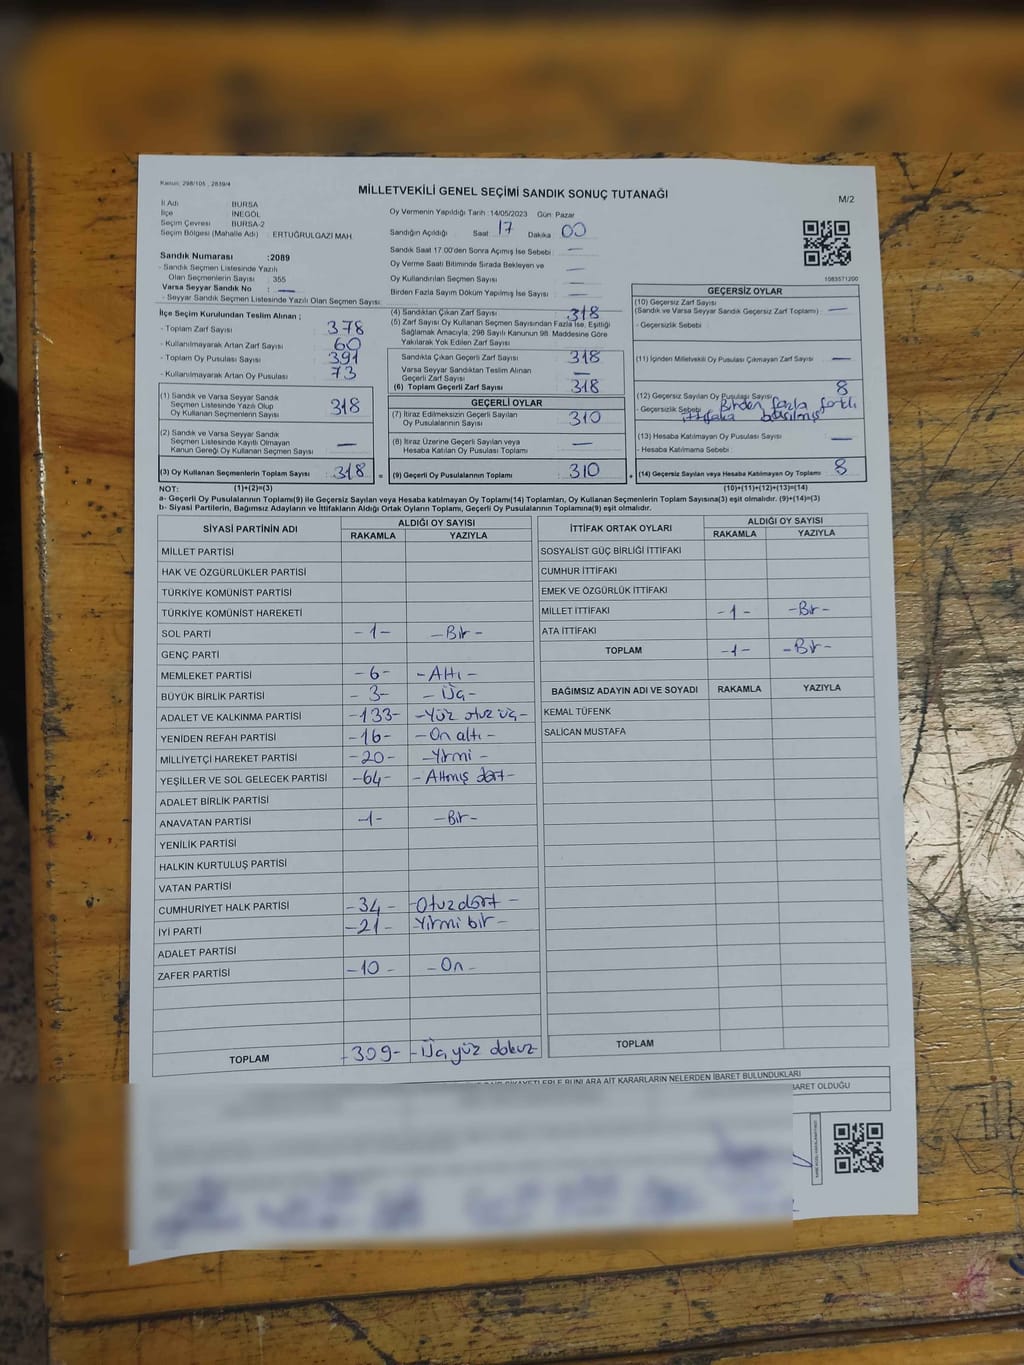 Kanun: 298/105 , 2839/4
MİLLETVEKİLİ GENEL SEÇİMİ SANDIK SONUÇ TUTANAĞI
M/2
İl Adı : BURSA
İlçe : İNEGÖL
Seçim Çevresi : BURSA-2
Seçim Bölgesi (Mahalle Adı) : ERTUĞRULGAZİ MAH.
Oy Vermenin Yapıldığı Tarih : 14/05/2023 Gün : Pazar
Sandığın Açıldığı Saat : 17 Dakika : 00
Sandık Saat 17:00'den Sonra Açılmış İse Sebebi : —
Oy Verme Saati Bitiminde Sırada Bekleyen ve
Oy Kullandırılan Seçmen Sayısı : —
Birden Fazla Sayım Döküm Yapılmış İse Sayısı : —
Sandık Numarası :2089
- Sandık Seçmen Listesinde Yazılı
Olan Seçmenlerin Sayısı : 355
Varsa Seyyar Sandık No : —
- Seyyar Sandık Seçmen Listesinde Yazılı Olan Seçmen Sayısı:
1083571200
İlçe Seçim Kurulundan Teslim Alınan ;
- Toplam Zarf Sayısı : 378
- Kullanılmayarak Artan Zarf Sayısı : 60
- Toplam Oy Pusulası Sayısı : 391
- Kullanılmayarak Artan Oy Pusulası : 73
(1) Sandık ve Varsa Seyyar Sandık
Seçmen Listesinde Yazılı Olup
Oy Kullanan Seçmenlerin Sayısı : 318
(2) Sandık ve Varsa Seyyar Sandık
Seçmen Listesinde Kayıtlı Olmayan
Kanun Gereği Oy Kullanan Seçmen Sayısı : —
(3) Oy Kullanan Seçmenlerin Toplam Sayısı : 318
(4) Sandıktan Çıkan Zarf Sayısı : 318
(5) Zarf Sayısı Oy Kullanan Seçmen Sayısından Fazla İse, Eşitliği
Sağlamak Amacıyla, 298 Sayılı Kanunun 98. Maddesine Göre
Yakılarak Yok Edilen Zarf Sayısı :
Sandıkta Çıkan Geçerli Zarf Sayısı : 318
Varsa Seyyar Sandıktan Teslim Alınan
Geçerli Zarf Sayısı : —
(6) Toplam Geçerli Zarf Sayısı : 318
GEÇERLİ OYLAR
(7) İtiraz Edilmeksizin Geçerli Sayılan
Oy Pusulalarının Sayısı : 310
(8) İtiraz Üzerine Geçerli Sayılan veya
Hesaba Katılan Oy Pusulası Toplamı : —
= (9) Geçerli Oy Pusulalarının Toplamı : 310
GEÇERSİZ OYLAR
(10) Geçersiz Zarf Sayısı
(Sandık ve Varsa Seyyar Sandık Geçersiz Zarf Toplamı) : —
- Geçersizlik Sebebi :
(11) İçinden Milletvekili Oy Pusulası Çıkmayan Zarf Sayısı : —
(12) Geçersiz Sayılan Oy Pusulası Sayısı : 8
- Geçersizlik Sebebi : Birden fazla farklı
ittifaka basılmış
(13) Hesaba Katılmayan Oy Pusulası Sayısı : —
- Hesaba Katılmama Sebebi :
+ (14) Geçersiz Sayılan veya Hesaba Katılmayan Oy Toplamı : 8
NOT: (1)+(2)=(3)
(10)+(11)+(12)+(13)=(14)
a- Geçerli Oy Pusulalarının Toplamı(9) ile Geçersiz Sayılan veya Hesaba katılmayan Oy Toplamı(14) Toplamları, Oy Kullanan Seçmenlerin Toplam Sayısına(3) eşit olmalıdır. (9)+(14)=(3)
b- Siyasi Partilerin, Bağımsız Adayların ve İttifakların Aldığı Ortak Oyların Toplamı, Geçerli Oy Pusulalarının Toplamına(9) eşit olmalıdır.
SİYASİ PARTİNİN ADI ALDIĞI OY SAYISI
RAKAMLA YAZIYLA
MİLLET PARTİSİ
HAK VE ÖZGÜRLÜKLER PARTİSİ
TÜRKİYE KOMÜNİST PARTİSİ
TÜRKİYE KOMÜNİST HAREKETİ
SOL PARTİ -1- -Bir-
GENÇ PARTİ
MEMLEKET PARTİSİ -6- -Altı-
BÜYÜK BİRLİK PARTİSİ -3- -Üç-
ADALET VE KALKINMA PARTİSİ -133- -Yüz otuz üç-
YENİDEN REFAH PARTİSİ -16- -On altı-
MİLLİYETÇİ HAREKET PARTİSİ -20- -Yirmi-
YEŞİLLER VE SOL GELECEK PARTİSİ -64- -Altmış dört-
ADALET BİRLİK PARTİSİ
ANAVATAN PARTİSİ -1- -Bir-
YENİLİK PARTİSİ
HALKIN KURTULUŞ PARTİSİ
VATAN PARTİSİ
CUMHURİYET HALK PARTİSİ -34- -Otuzdört-
İYİ PARTİ -21- -Yirmi bir-
ADALET PARTİSİ
ZAFER PARTİSİ -10- -On-
TOPLAM -309- -Üç yüz dokuz-
İTTİFAK ORTAK OYLARI ALDIĞI OY SAYISI
RAKAMLA YAZIYLA
SOSYALİST GÜÇ BİRLİĞİ İTTİFAKI
CUMHUR İTTİFAKI
EMEK VE ÖZGÜRLÜK İTTİFAKI
MİLLET İTTİFAKI -1- -Bir-
ATA İTTİFAKI
TOPLAM -1- -Bir-
BAĞIMSIZ ADAYIN ADI VE SOYADI RAKAMLA YAZIYLA
KEMAL TÜFENK
SALİCAN MUSTAFA
TOPLAM
BUNLARA AİT KARARLARIN NELERDEN İBARET BULUNDUKLARI
İBARET OLDUĞU